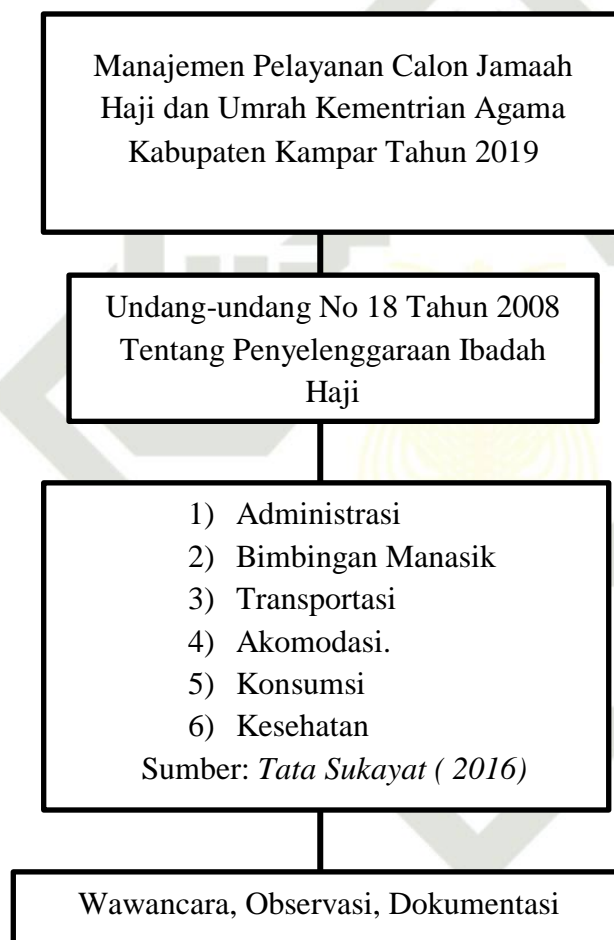 Manajemen Pelayanan Calon Jamaah
Haji dan Umrah Kementrian Agama
Kabupaten Kampar Tahun 2019
Undang-undang No 18 Tahun 2008
Tentang Penyelenggaraan Ibadah
Haji
1) Administrasi
2) Bimbingan Manasik
3) Transportasi
4) Akomodasi.
5) Konsumsi
6) Kesehatan
Sumber: Tata Sukayat ( 2016)
Wawancara, Observasi, Dokumentasi